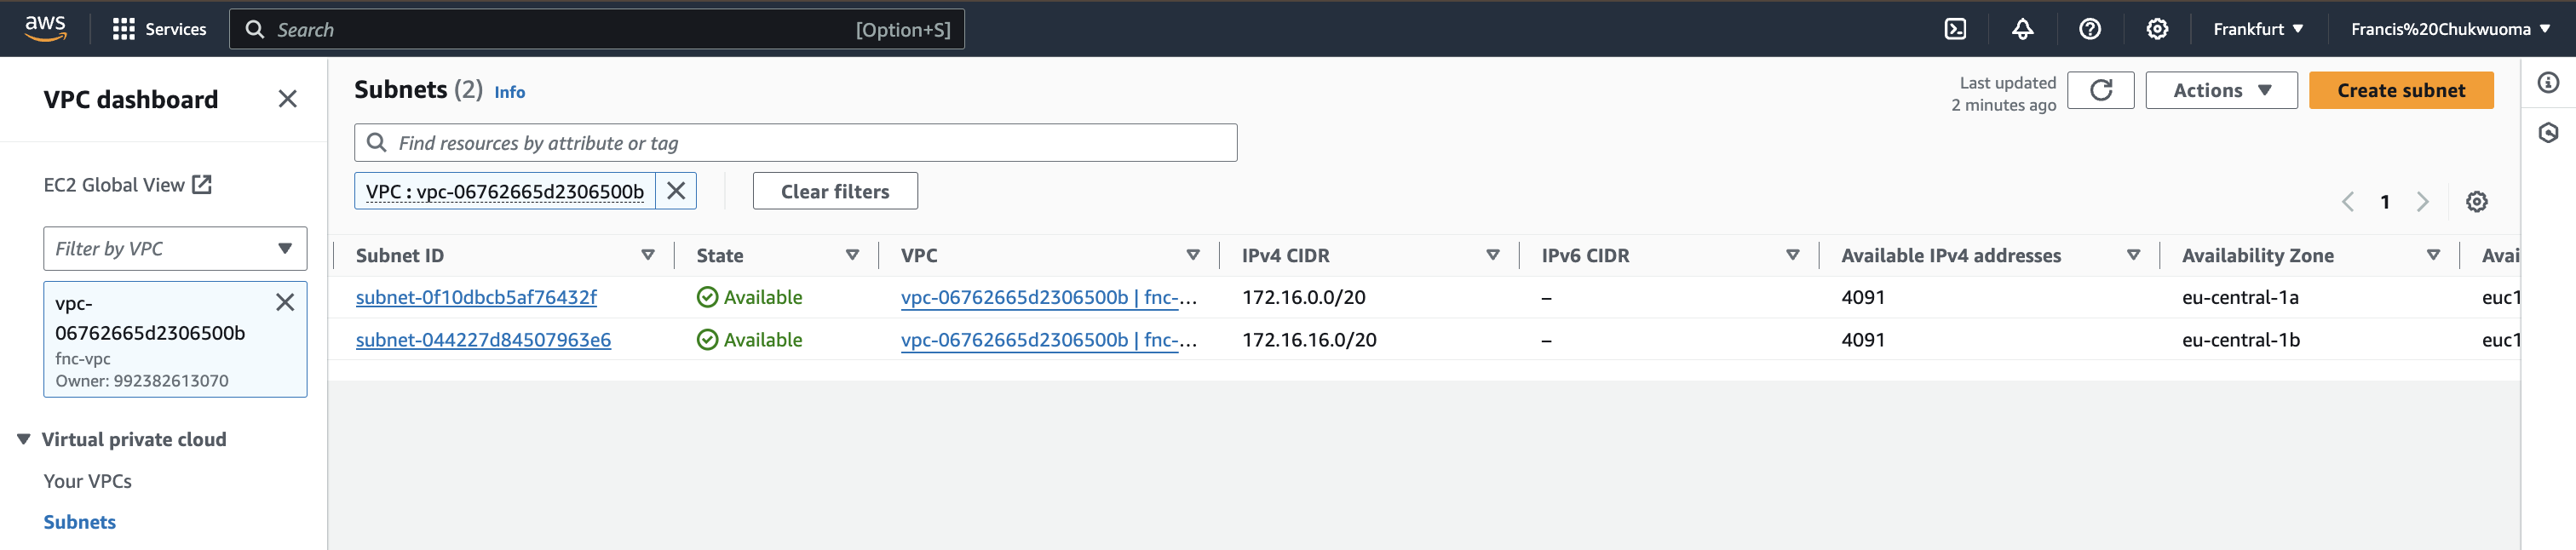 aws
Services
Search [Option+S]
Frankfurt
Francis%20Chukwuoma
VPC dashboard
EC2 Global View
Filter by VPC
vpc-
06762665d2306500b
fnc-vpc
Owner: 992382613070
Virtual private cloud
Your VPCs
Subnets
Subnets (2) Info
Last updated
2 minutes ago
Actions
Create subnet
Find resources by attribute or tag
VPC : vpc-06762665d2306500b
Clear filters
1
Subnet ID State VPC IPv4 CIDR IPv6 CIDR Available IPv4 addresses Availability Zone Avai
subnet-0f10dbcb5af76432f Available vpc-06762665d2306500b | fnc-... 172.16.0.0/20 – 4091 eu-central-1a euc1
subnet-044227d84507963e6 Available vpc-06762665d2306500b | fnc-... 172.16.16.0/20 – 4091 eu-central-1b euc1